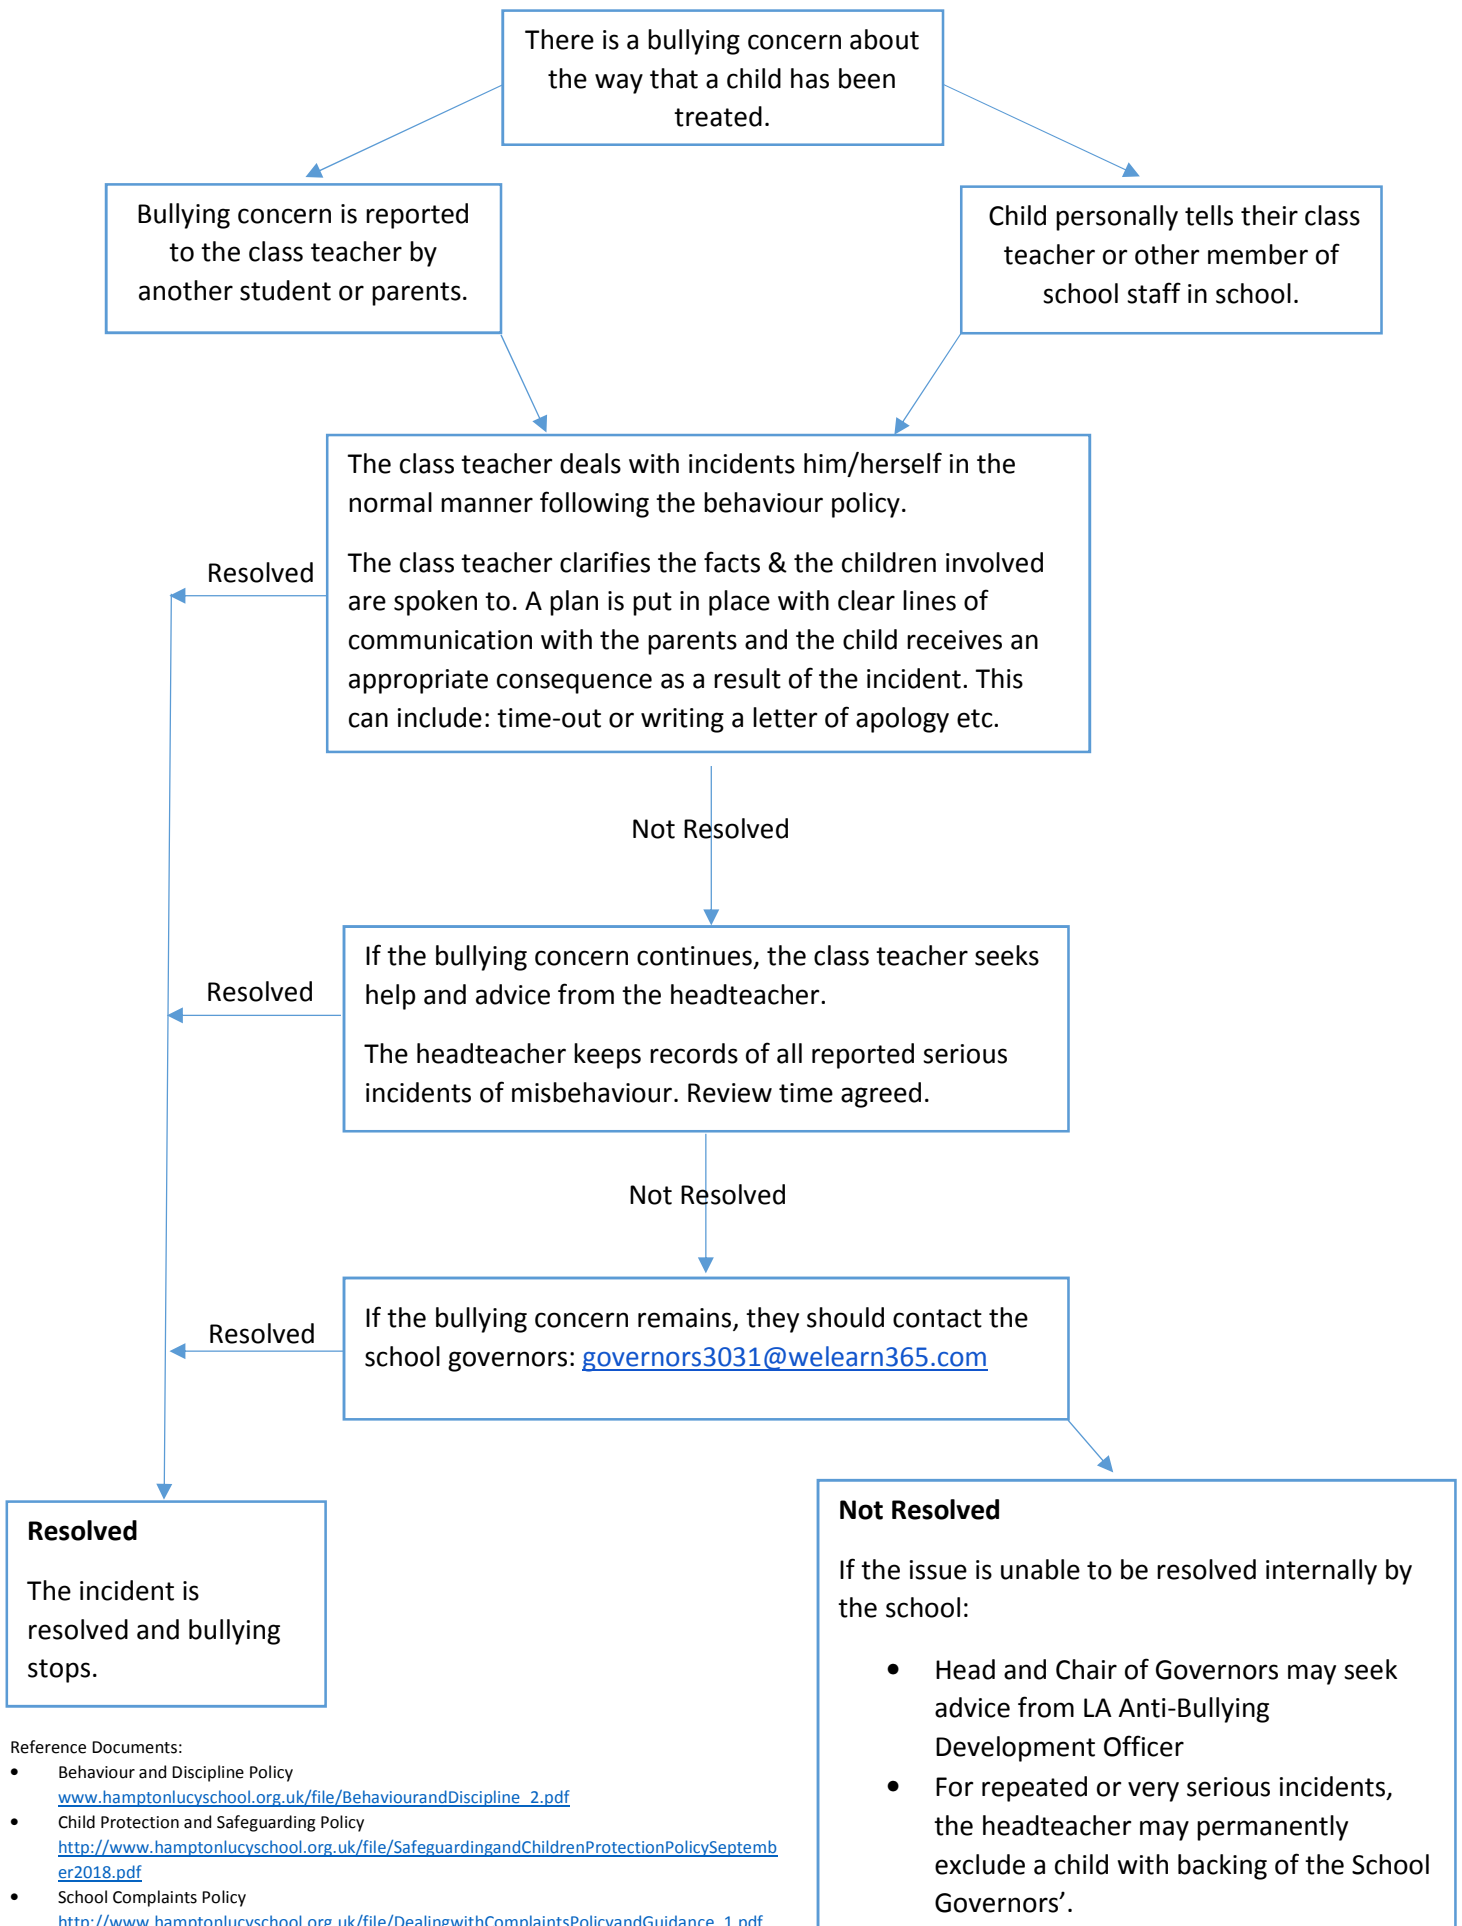 There is a bullying concern about
the way that a child has been
treated.
Bullying concern is reported
to the class teacher by
another student or parents.
Child personally tells their class
teacher or other member of
school staff in school.
The class teacher deals with incidents him/herself in the
normal manner following the behaviour policy.
The class teacher clarifies the facts & the children involved
are spoken to. A plan is put in place with clear lines of
communication with the parents and the child receives an
appropriate consequence as a result of the incident. This
can include: time-out or writing a letter of apology etc.
Resolved
Not Resolved
If the bullying concern continues, the class teacher seeks
help and advice from the headteacher.
The headteacher keeps records of all reported serious
incidents of misbehaviour. Review time agreed.
Resolved
Not Resolved
If the bullying concern remains, they should contact the
school governors: governors3031@welearn365.com
Resolved
Resolved
The incident is
resolved and bullying
stops.
Not Resolved
If the issue is unable to be resolved internally by
the school:
• Head and Chair of Governors may seek
advice from LA Anti-Bullying
Development Officer
• For repeated or very serious incidents,
the headteacher may permanently
exclude a child with backing of the School
Governors’.
Reference Documents:
• Behaviour and Discipline Policy
www.hamptonlucyschool.org.uk/file/BehaviourandDiscipline_2.pdf
• Child Protection and Safeguarding Policy
http://www.hamptonlucyschool.org.uk/file/SafeguardingandChildrenProtectionPolicySeptemb
er2018.pdf
• School Complaints Policy
http://www.hamptonlucyschool.org.uk/file/DealingwithComplaintsPolicyandGuidance_1.pdf